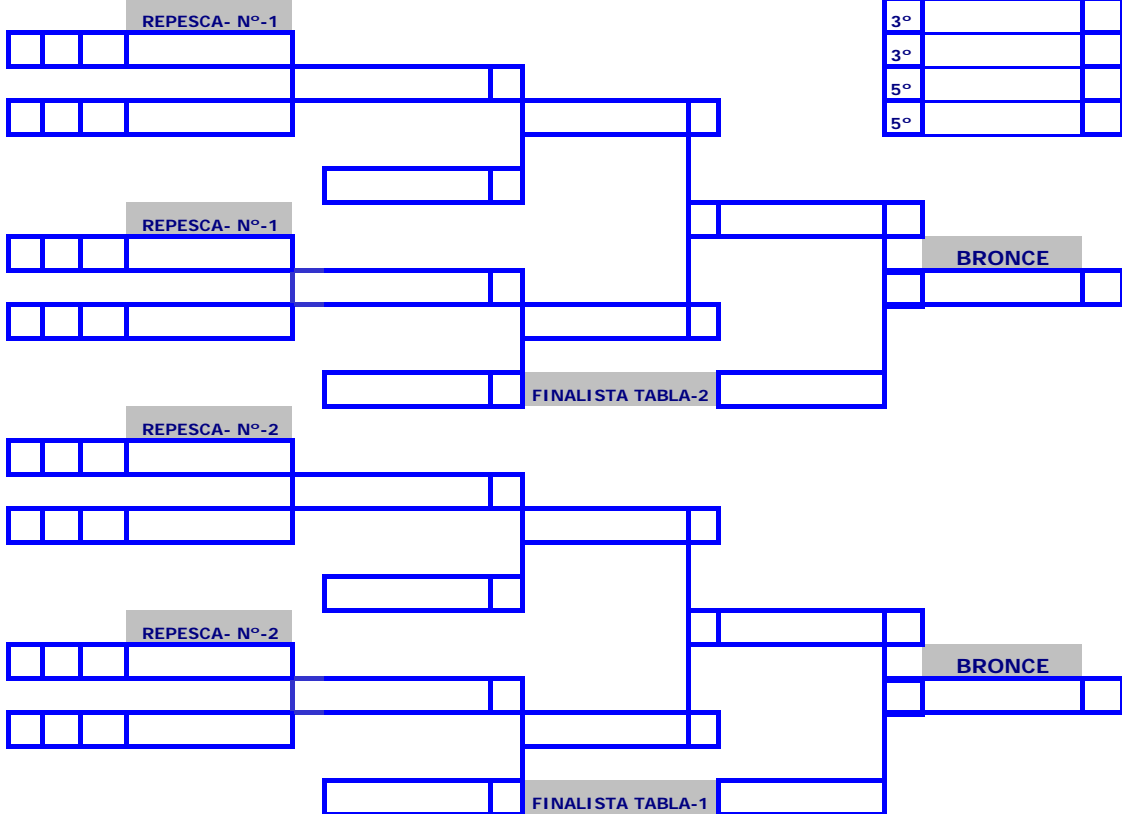 REPESCA- Nº-1
3º
3º
5º
5º
REPESCA- Nº-1
BRONCE
FINALISTA TABLA-2
REPESCA- Nº-2
REPESCA- Nº-2
BRONCE
FINALISTA TABLA-1